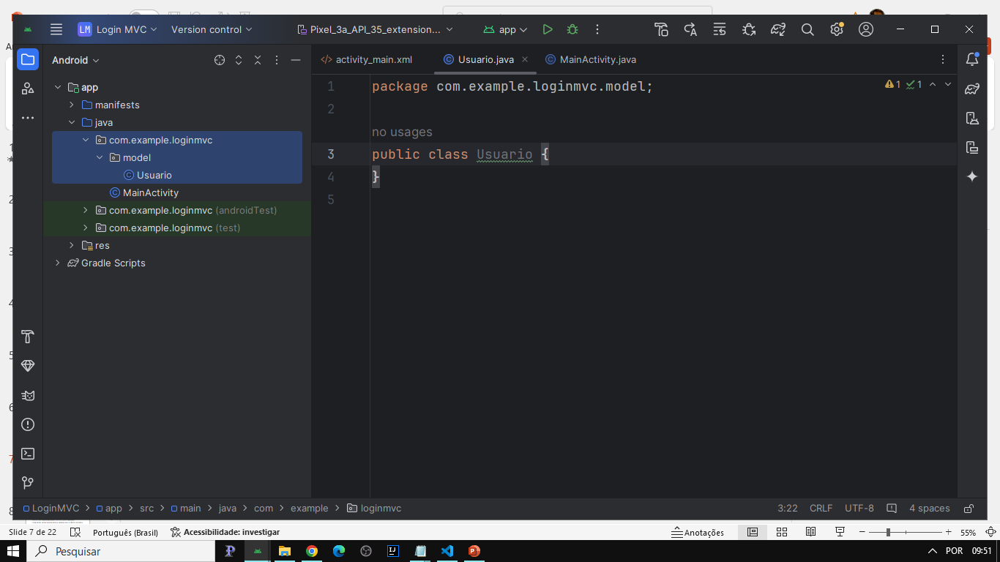 LM Login MVC Version control Pixel_3a_API_35_extension... app
Android
activity_main.xml Usuario.java MainActivity.java
app
manifests
java
com.example.loginmvc
model
Usuario
MainActivity
com.example.loginmvc (androidTest)
com.example.loginmvc (test)
res
Gradle Scripts
1 package com.example.loginmvc.model; 1 1
2
no usages
3 public class Usuario {
4 }
5
LoginMVC app src main java com example loginmvc 3:22 CRLF UTF-8 4 spaces
Slide 7 de 22 Português (Brasil) Acessibilidade: investigar Anotações 55%
Pesquisar POR 09:51